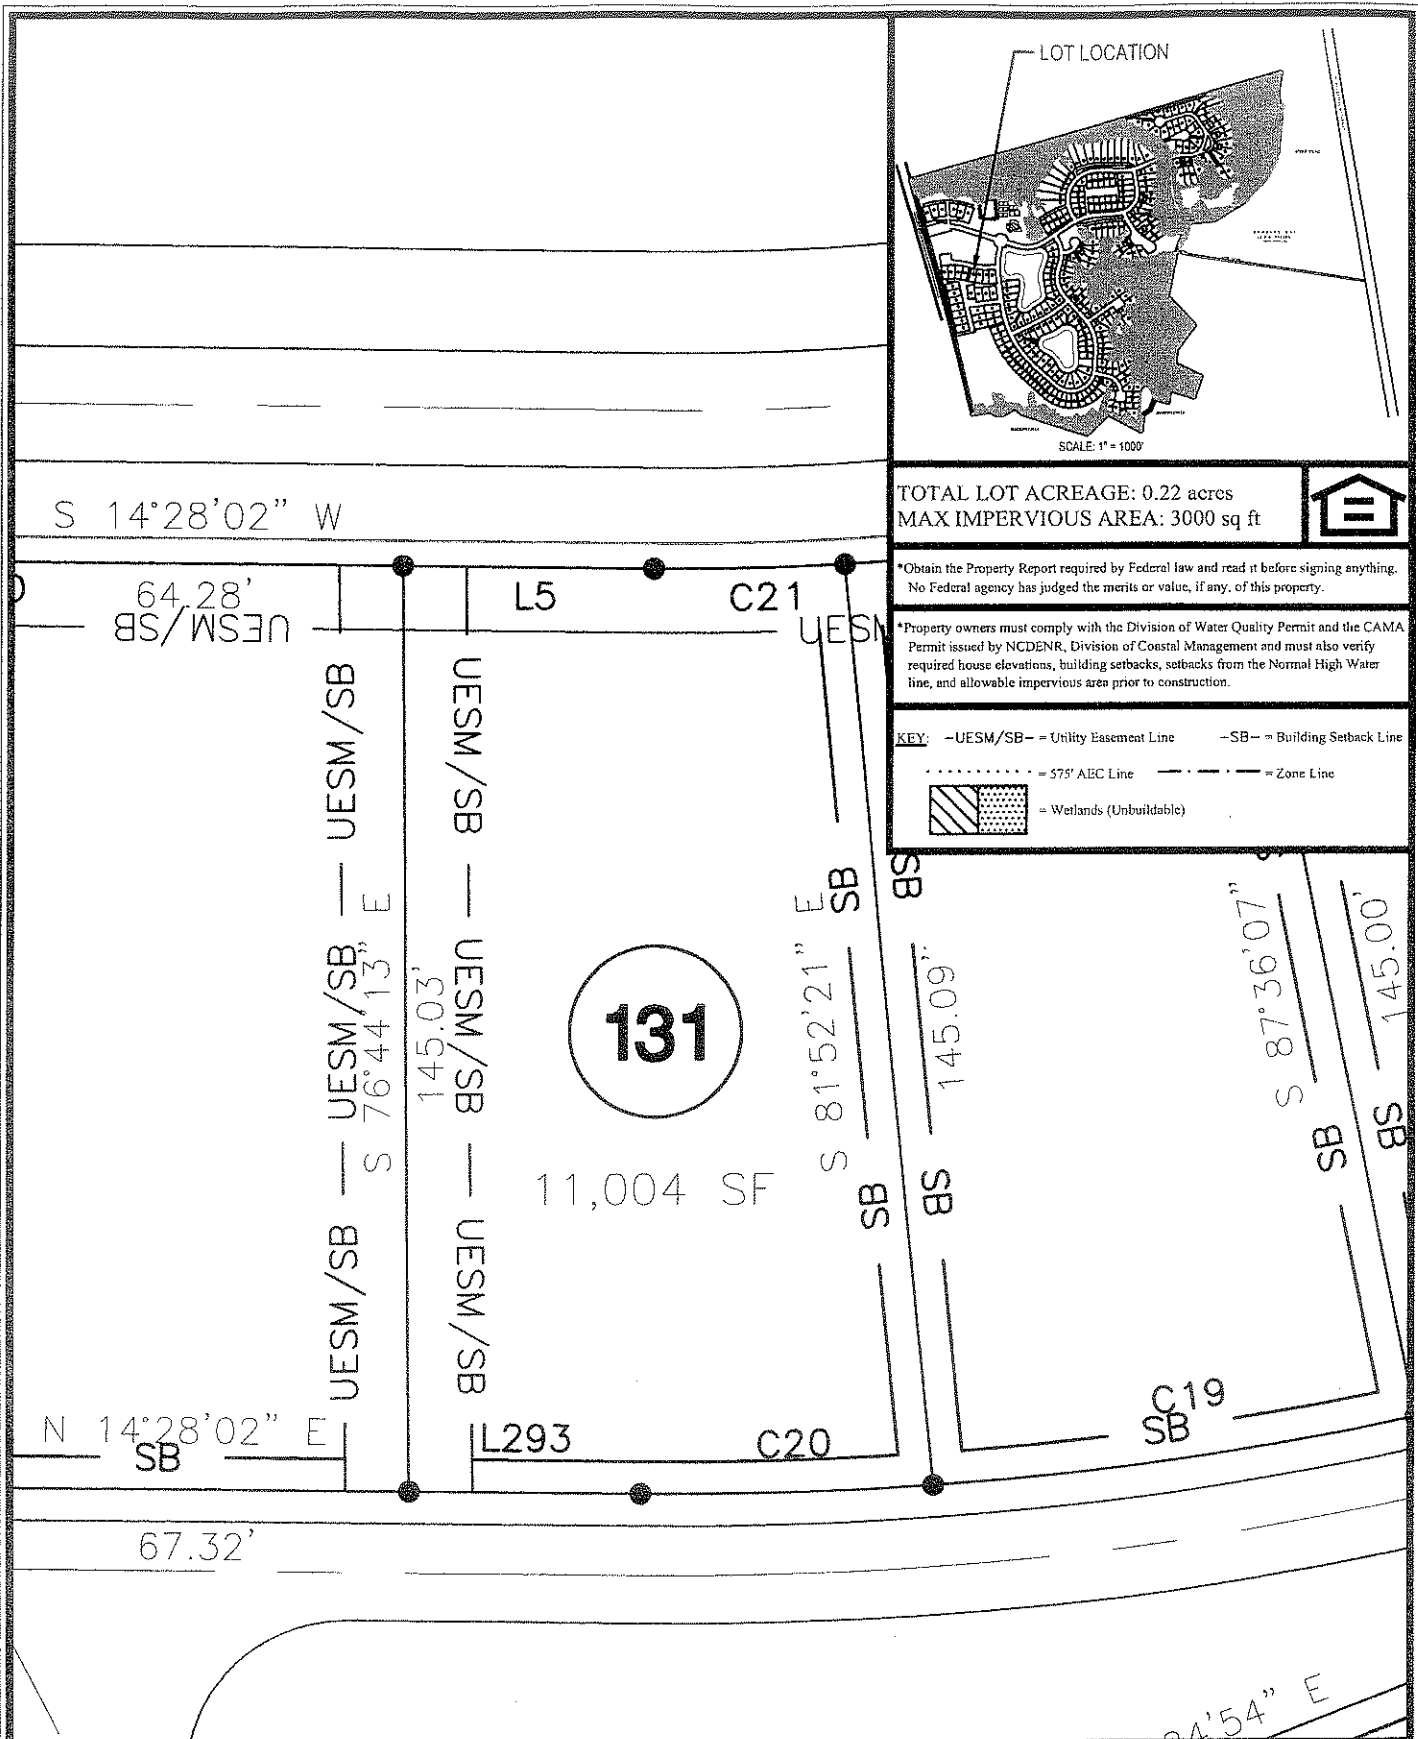 LOT LOCATION
SCALE: 1" = 1000'
TOTAL LOT ACREAGE: 0.22 acres
MAX IMPERVIOUS AREA: 3000 sq ft
*Obtain the Property Report required by Federal law and read it before signing anything.
No Federal agency has judged the merits or value, if any, of this property.
*Property owners must comply with the Division of Water Quality Permit and the CAMA
Permit issued by NCDENR, Division of Coastal Management and must also verify
required house elevations, building setbacks, setbacks from the Normal High Water
line, and allowable impervious area prior to construction.
KEY: -UESM/SB- = Utility Easement Line -SB- = Building Setback Line
= 575' AEC Line = Zone Line
= Wetlands (Unbuildable)
S 14°28'02" W
64.28'
UESM/SB
L5
C21
UESM
UESM/SB
UESM/SB
UESM/SB
S 76°44'13" E
145.03'
UESM/SB
UESM/SB
UESM/SB
131
11,004 SF
S 81°52'21" E
SB
SB
145.09'
SB
SB
S 87°36'07"
145.00'
SB
SB
N 14°28'02" E
SB
L293
C20
C19
SB
67.32'
4'54" E